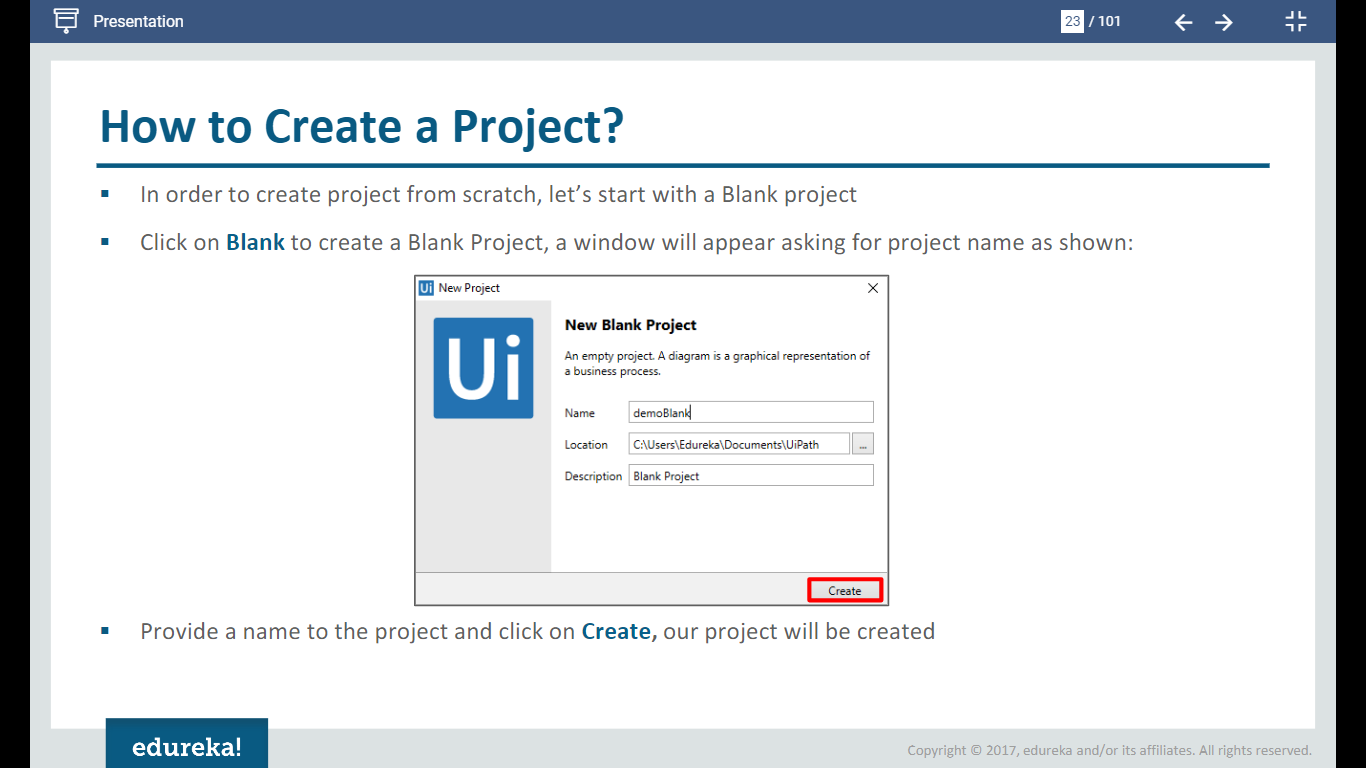 Presentation
23 / 101
How to Create a Project?
▪ In order to create project from scratch, let’s start with a Blank project
▪ Click on Blank to create a Blank Project, a window will appear asking for project name as shown:
Ui New Project
Ui
New Blank Project
An empty project. A diagram is a graphical representation of
a business process.
Name demoBlank
Location C:\Users\Edureka\Documents\UiPath ...
Description Blank Project
Create
▪ Provide a name to the project and click on Create, our project will be created
edureka!
Copyright © 2017, edureka and/or its affiliates. All rights reserved.